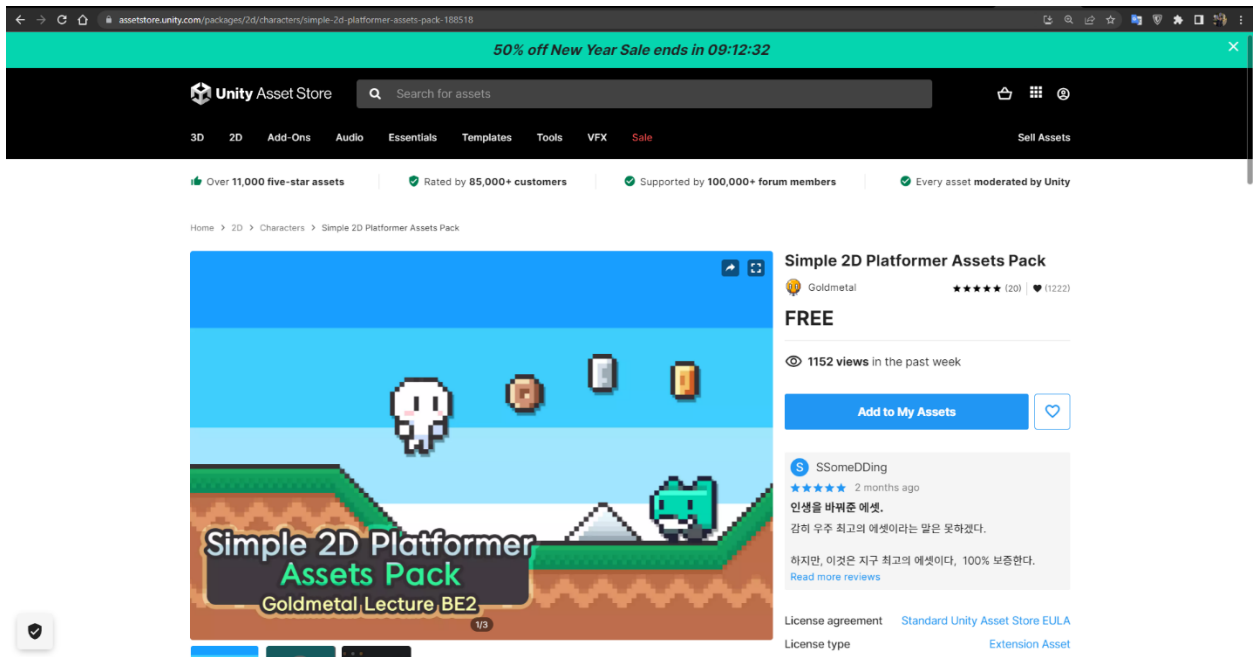 assetstore.unity.com/packages/2d/characters/simple-2d-platformer-assets-pack-188518
50% off New Year Sale ends in 09:12:32
Unity Asset Store
Search for assets
3D 2D Add-Ons Audio Essentials Templates Tools VFX Sale Sell Assets
Over 11,000 five-star assets Rated by 85,000+ customers Supported by 100,000+ forum members Every asset moderated by Unity
Home > 2D > Characters > Simple 2D Platformer Assets Pack
Simple 2D Platformer
Assets Pack
Goldmetal Lecture BE2
1/3
Simple 2D Platformer Assets Pack
Goldmetal ★★★★★ (20) ♥ (1222)
FREE
1152 views in the past week
Add to My Assets
S SSomeDDing
★★★★★ 2 months ago
인생을 바꿔준 에셋.
감히 우주 최고의 에셋이라는 말은 못하겠다.
하지만, 이것은 지구 최고의 에셋이다, 100% 보증한다.
Read more reviews
License agreement Standard Unity Asset Store EULA
License type Extension Asset